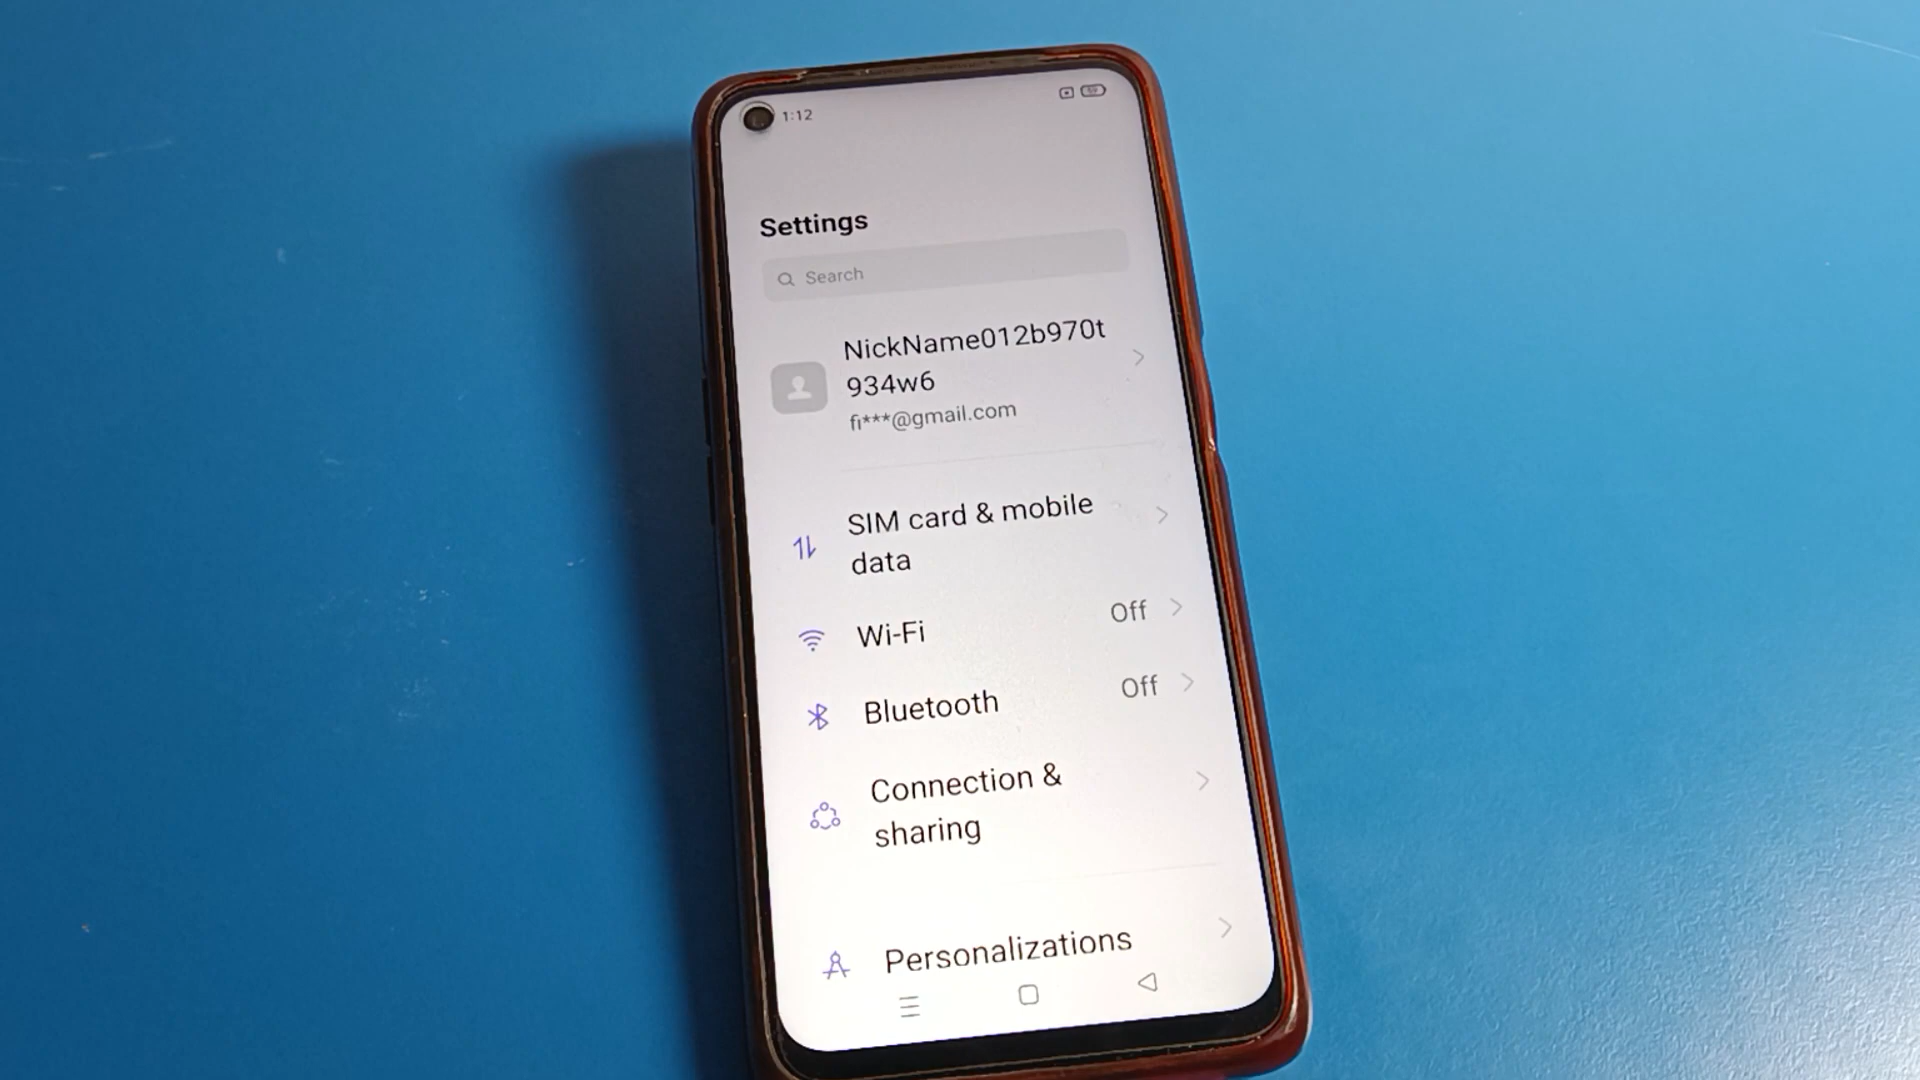 1:12
Settings
Search
NickName012b970t
934w6
fi***@gmail.com
SIM card & mobile
data
Wi-Fi
Off
Bluetooth
Off
Connection &
sharing
Personalizations